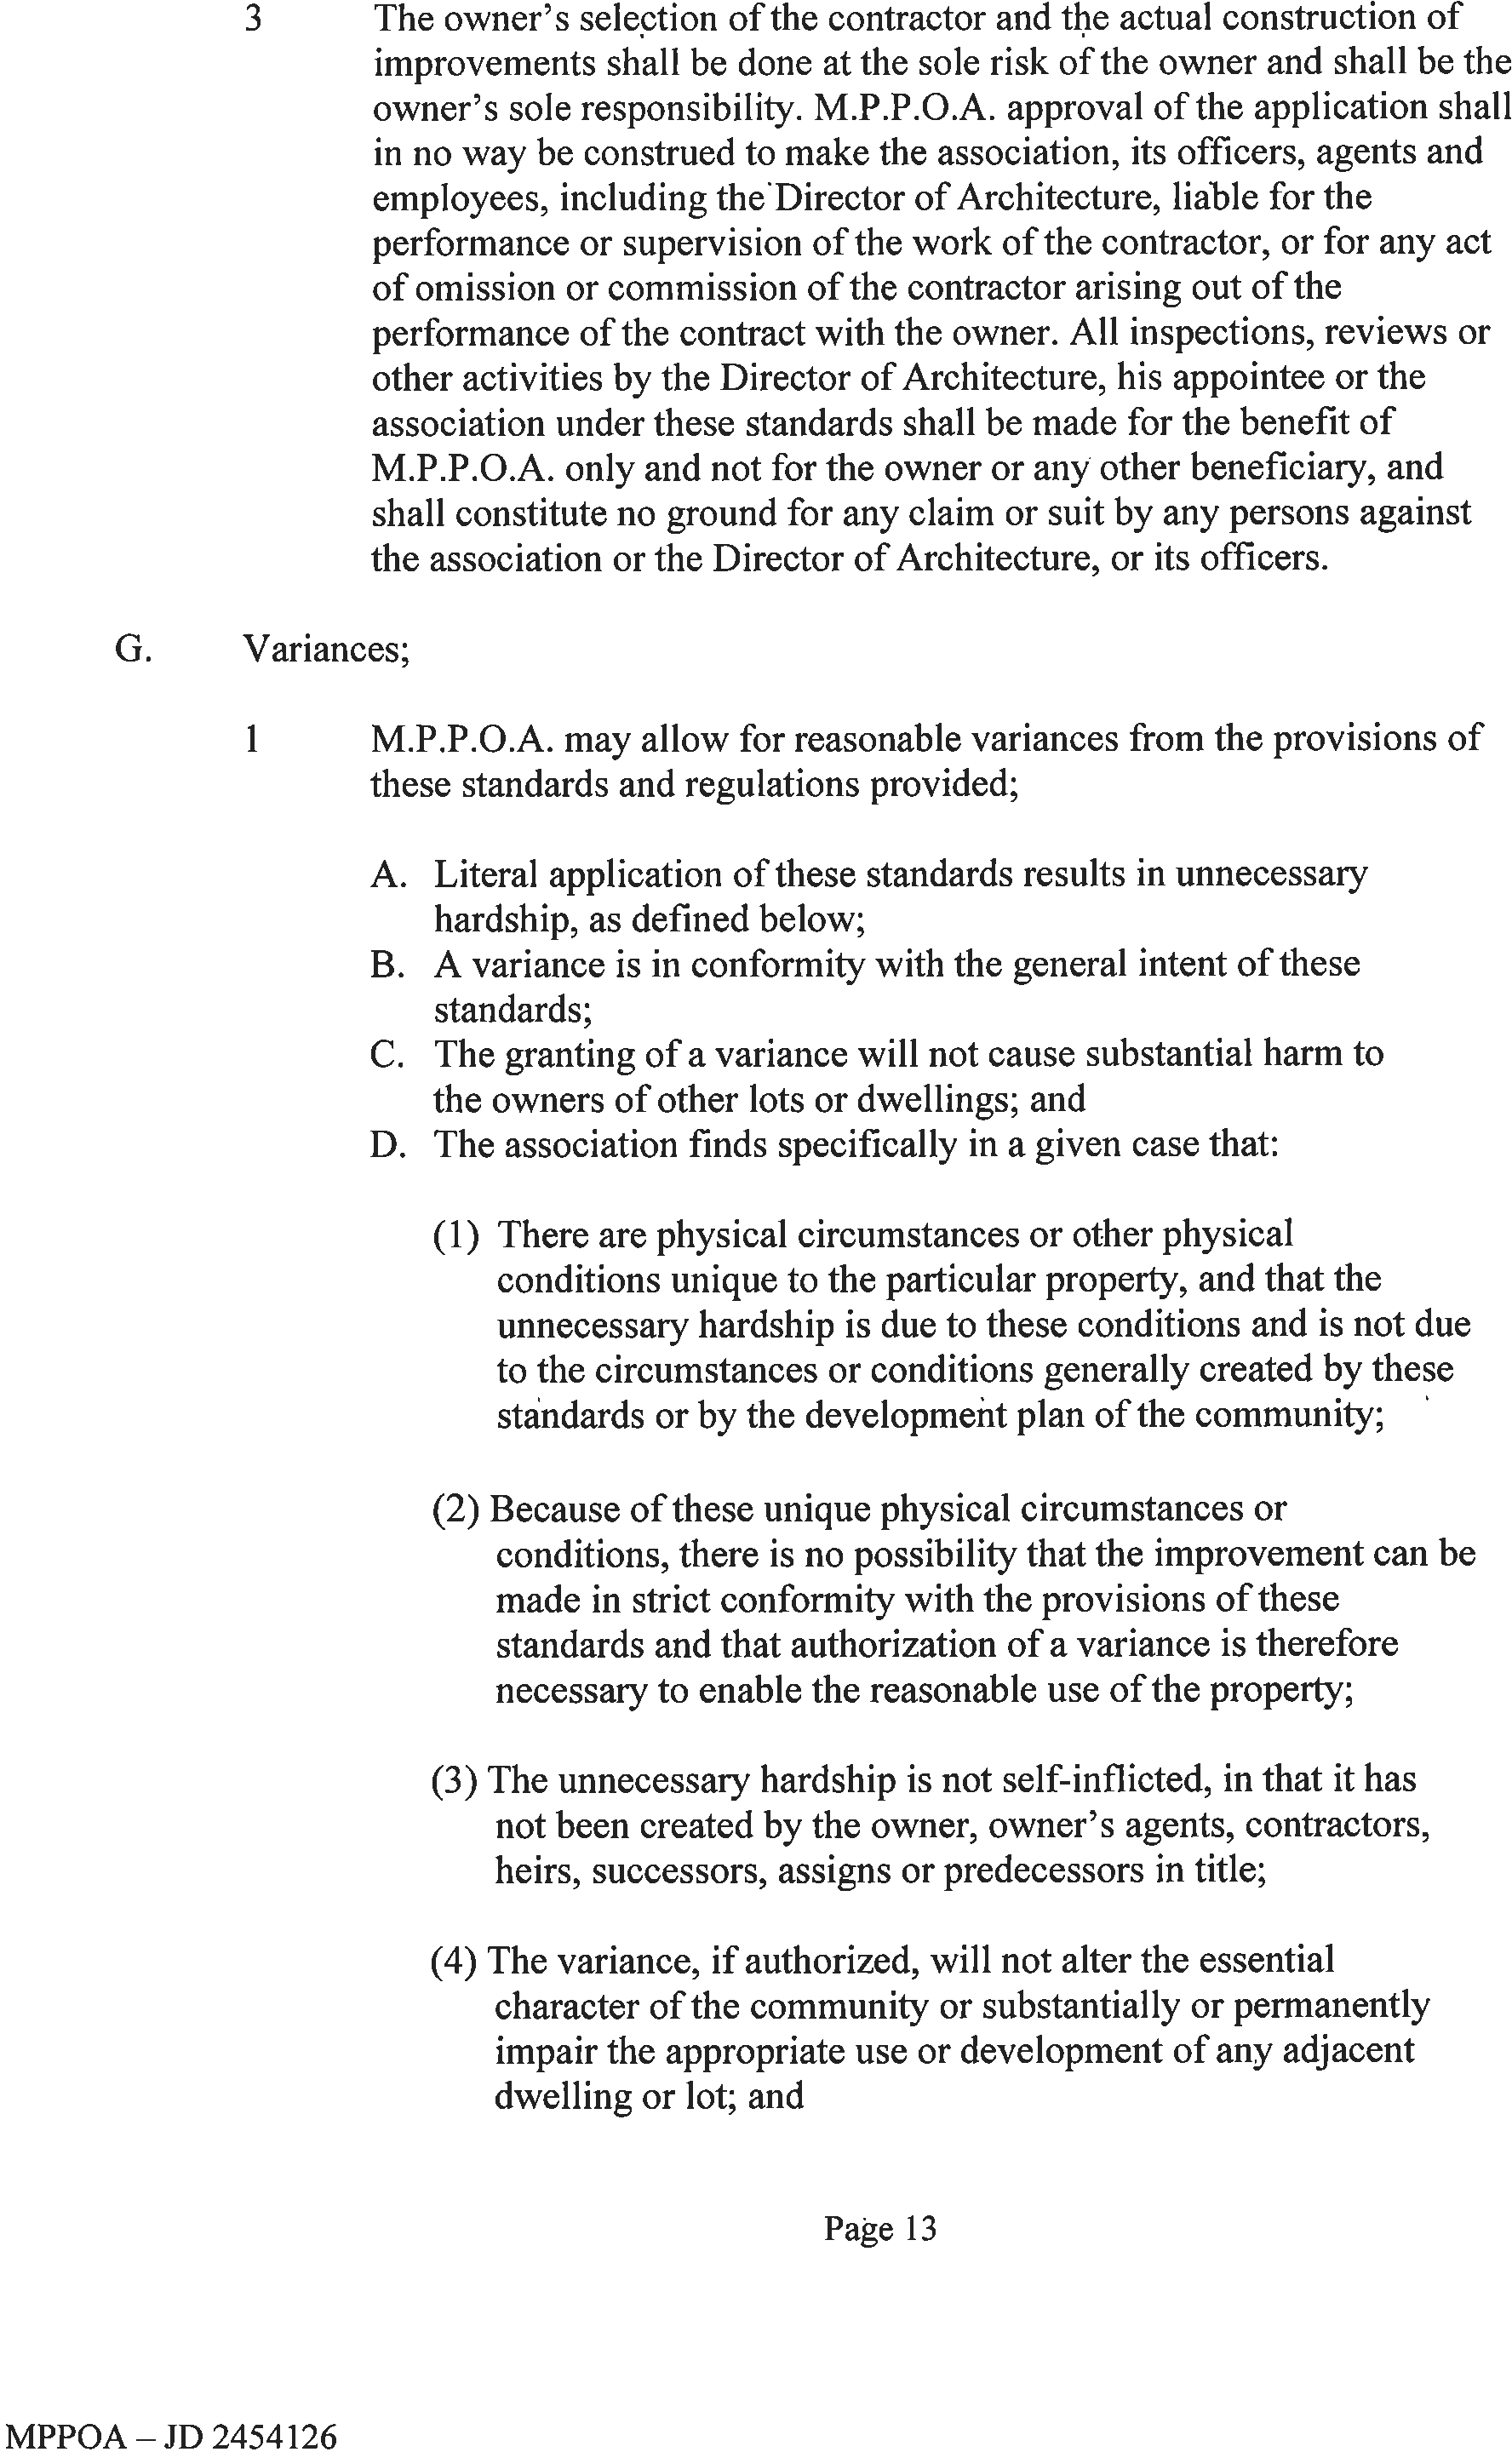 3 The owner's selection of the contractor and the actual construction of
improvements shall be done at the sole risk of the owner and shall be the
owner's sole responsibility. M.P.P.O.A. approval of the application shall
in no way be construed to make the association, its officers, agents and
employees, including the Director of Architecture, liable for the
performance or supervision of the work of the contractor, or for any act
of omission or commission of the contractor arising out of the
performance of the contract with the owner. All inspections, reviews or
other activities by the Director of Architecture, his appointee or the
association under these standards shall be made for the benefit of
M.P.P.O.A. only and not for the owner or any other beneficiary, and
shall constitute no ground for any claim or suit by any persons against
the association or the Director of Architecture, or its officers.
G. Variances;
1 M.P.P.O.A. may allow for reasonable variances from the provisions of
these standards and regulations provided;
A. Literal application of these standards results in unnecessary
hardship, as defined below;
B. A variance is in conformity with the general intent of these
standards;
C. The granting of a variance will not cause substantial harm to
the owners of other lots or dwellings; and
D. The association finds specifically in a given case that:
(1) There are physical circumstances or other physical
conditions unique to the particular property, and that the
unnecessary hardship is due to these conditions and is not due
to the circumstances or conditions generally created by these
standards or by the development plan of the community;
(2) Because of these unique physical circumstances or
conditions, there is no possibility that the improvement can be
made in strict conformity with the provisions of these
standards and that authorization of a variance is therefore
necessary to enable the reasonable use of the property;
(3) The unnecessary hardship is not self-inflicted, in that it has
not been created by the owner, owner's agents, contractors,
heirs, successors, assigns or predecessors in title;
(4) The variance, if authorized, will not alter the essential
character of the community or substantially or permanently
impair the appropriate use or development of any adjacent
dwelling or lot; and
Page 13
MPPOA – JD 2454126